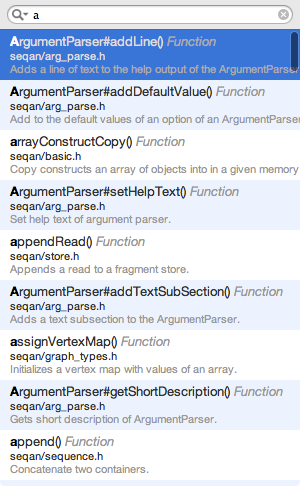 a
ArgumentParser#addLine() Function
seqan/arg_parse.h
Adds a line of text to the help output of the ArgumentParser
ArgumentParser#addDefaultValue() Function
seqan/arg_parse.h
Add to the default values of an option of an ArgumentParser
arrayConstructCopy() Function
seqan/basic.h
Copy constructs an array of objects into in a given memory
ArgumentParser#setHelpText() Function
seqan/arg_parse.h
Set help text of argument parser.
appendRead() Function
seqan/store.h
Appends a read to a fragment store.
ArgumentParser#addTextSubSection() Function
seqan/arg_parse.h
Adds a text subsection to the ArgumentParser.
assignVertexMap() Function
seqan/graph_types.h
Initializes a vertex map with values of an array.
ArgumentParser#getShortDescription() Function
seqan/arg_parse.h
Gets short description of ArgumentParser.
append() Function
seqan/sequence.h
Concatenate two containers.